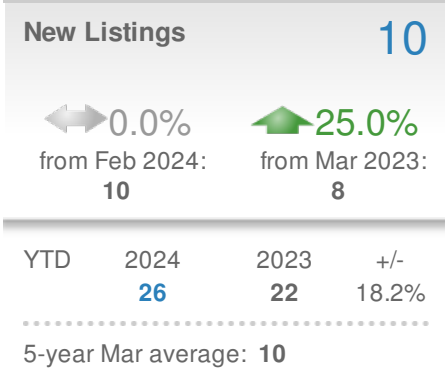 New Listings 10
0.0% 25.0%
from Feb 2024: from Mar 2023:
10 8
YTD 2024 2023 +/-
26 22 18.2%
5-year Mar average: 10